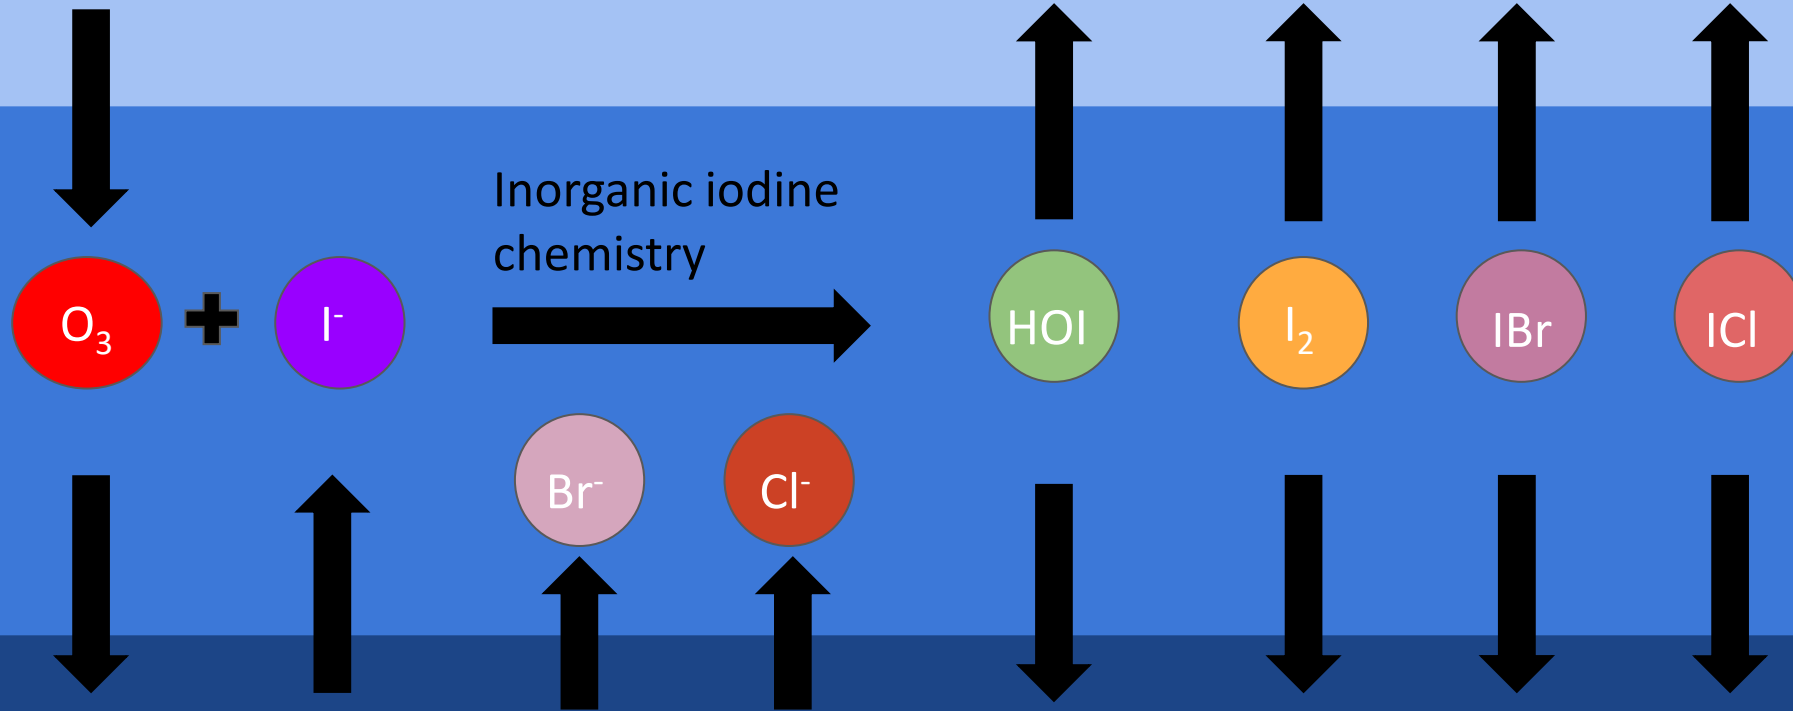 Inorganic iodine
chemistry
O₃ I⁻ HOI I₂ IBr ICl
Br⁻ Cl⁻